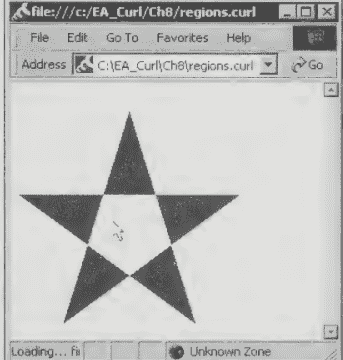 file:///c:/EA_Curl/Ch8/regions.curl
File Edit Go To Favorites Help
Address C:\EA_Curl\Ch8\regions.curl Go
Loading... fi Unknown Zone